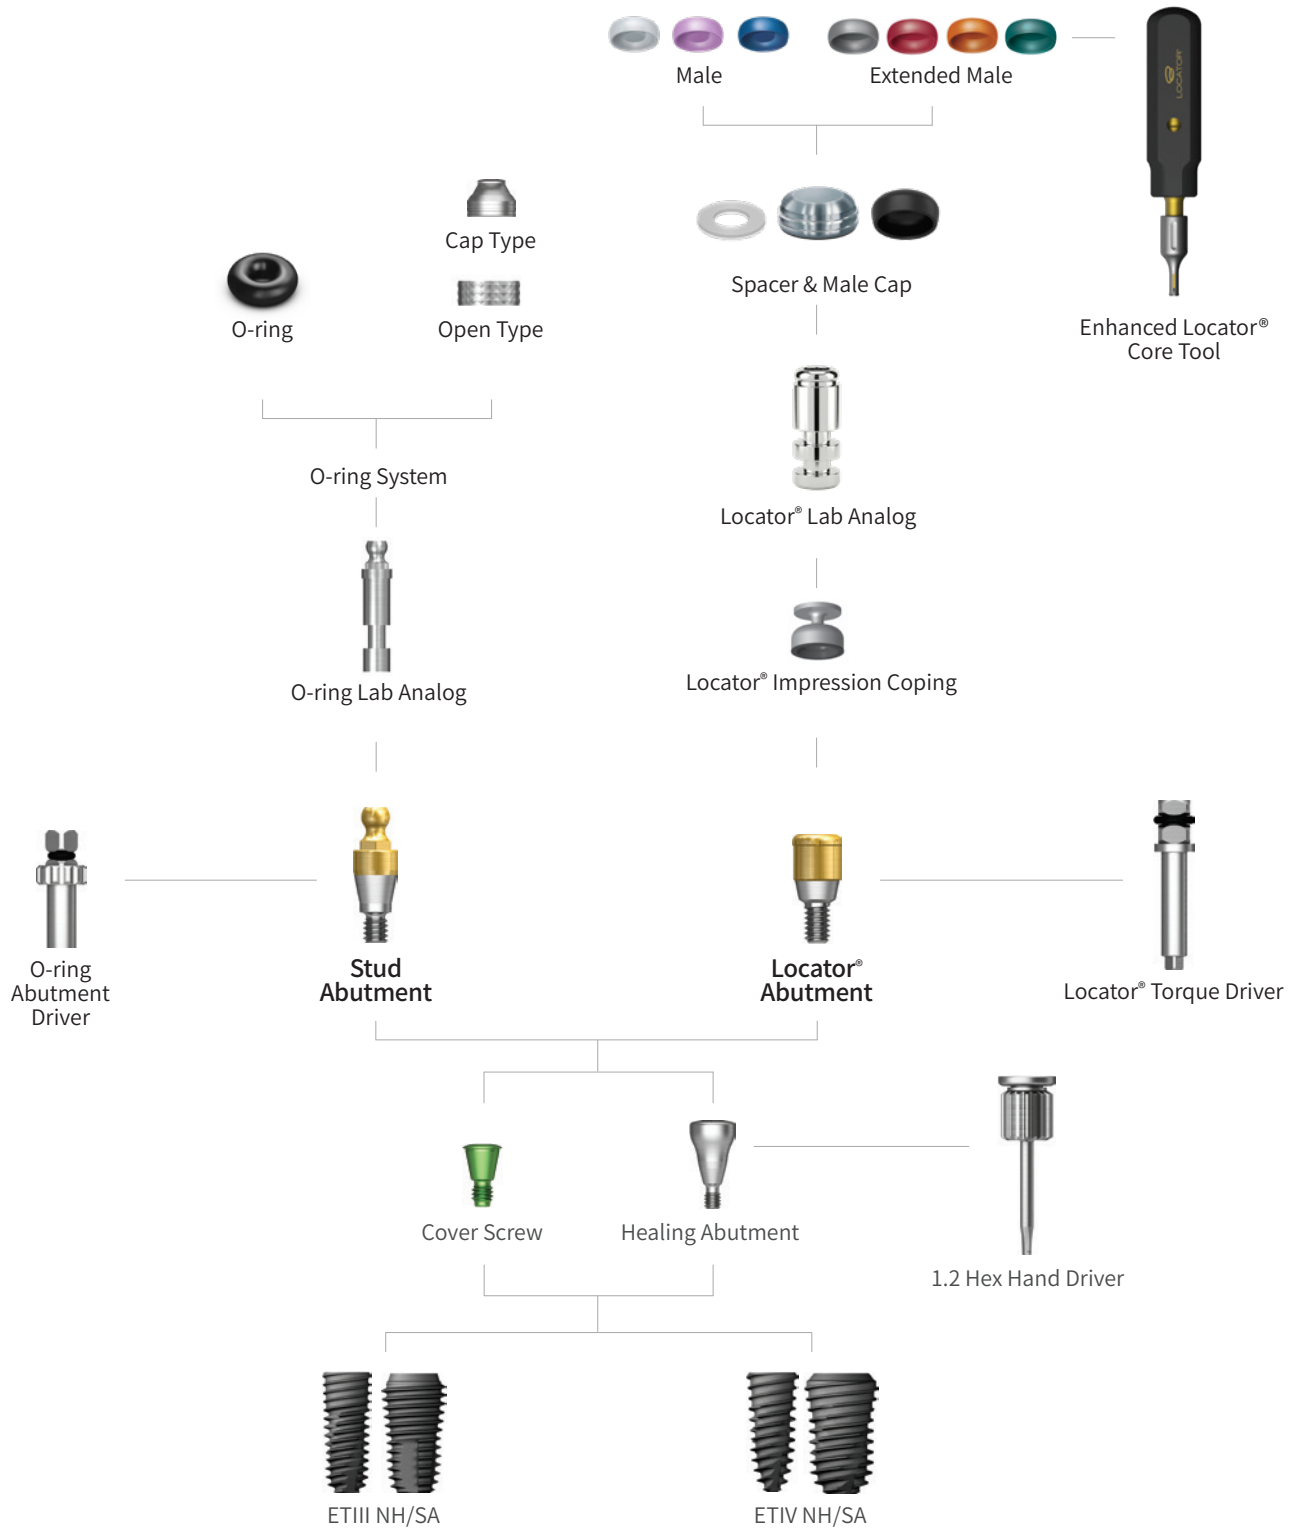 Male
Extended Male
LOCATOR®
Cap Type
Spacer & Male Cap
O-ring
Open Type
Enhanced Locator®
Core Tool
O-ring System
Locator® Lab Analog
O-ring Lab Analog
Locator® Impression Coping
O-ring
Abutment
Driver
Stud
Abutment
Locator®
Abutment
Locator® Torque Driver
Cover Screw
Healing Abutment
1.2 Hex Hand Driver
ETIII NH/SA
ETIV NH/SA